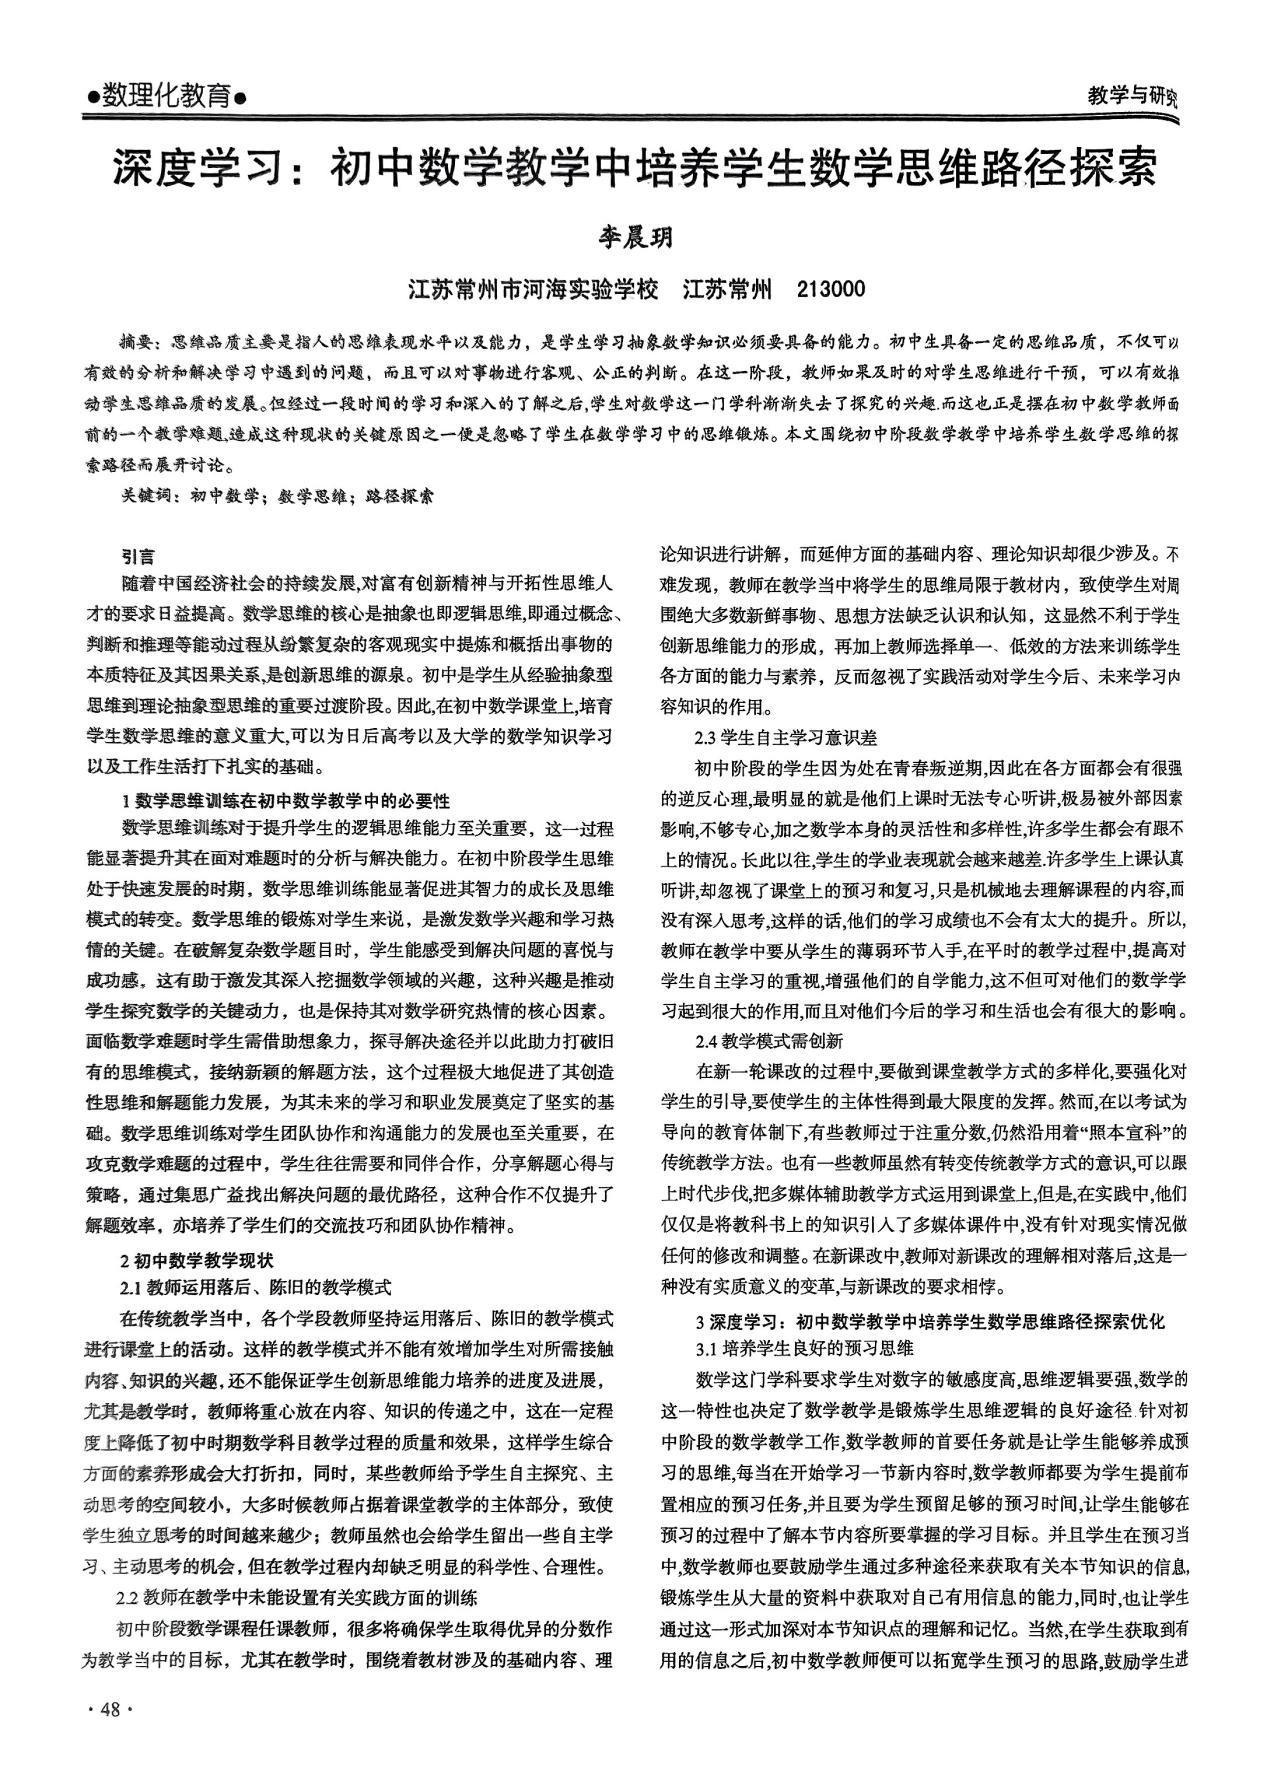 ●数理化教育●
教学与研究
深度学习：初中数学教学中培养学生数学思维路径探索
李晨玥
江苏常州市河海实验学校 江苏常州 213000
摘要：思维品质主要是指人的思维表现水平以及能力，是学生学习抽象数学知识必须要具备的能力。初中生具备一定的思维品质，不仅可以
有效的分析和解决学习中遇到的问题，而且可以对事物进行客观、公正的判断。在这一阶段，教师如果及时的对学生思维进行干预，可以有效推
动学生思维品质的发展。但经过一段时间的学习和深入的了解之后,学生对数学这一门学科渐渐失去了探究的兴趣.而这也正是摆在初中数学教师面
前的一个教学难题,造成这种现状的关键原因之一便是忽略了学生在数学学习中的思维锻炼。本文围绕初中阶段数学教学中培养学生数学思维的探
索路径而展开讨论。
关键词：初中数学；数学思维；路径探索
引言
随着中国经济社会的持续发展,对富有创新精神与开拓性思维人
才的要求日益提高。数学思维的核心是抽象也即逻辑思维,即通过概念、
判断和推理等能动过程从纷繁复杂的客观现实中提炼和概括出事物的
本质特征及其因果关系,是创新思维的源泉。初中是学生从经验抽象型
思维到理论抽象型思维的重要过渡阶段。因此,在初中数学课堂上,培育
学生数学思维的意义重大,可以为日后高考以及大学的数学知识学习
以及工作生活打下扎实的基础。
1 数学思维训练在初中数学教学中的必要性
数学思维训练对于提升学生的逻辑思维能力至关重要，这一过程
能显著提升其在面对难题时的分析与解决能力。在初中阶段学生思维
处于快速发展的时期，数学思维训练能显著促进其智力的成长及思维
模式的转变。数学思维的锻炼对学生来说，是激发数学兴趣和学习热
情的关键。在破解复杂数学题目时，学生能感受到解决问题的喜悦与
成功感，这有助于激发其深入挖掘数学领域的兴趣，这种兴趣是推动
学生探究数学的关键动力，也是保持其对数学研究热情的核心因素。
面临数学难题时学生需借助想象力，探寻解决途径并以此助力打破旧
有的思维模式，接纳新颖的解题方法，这个过程极大地促进了其创造
性思维和解题能力发展，为其未来的学习和职业发展奠定了坚实的基
础。数学思维训练对学生团队协作和沟通能力的发展也至关重要，在
攻克数学难题的过程中，学生往往需要和同伴合作，分享解题心得与
策略，通过集思广益找出解决问题的最优路径，这种合作不仅提升了
解题效率，亦培养了学生们的交流技巧和团队协作精神。
2 初中数学教学现状
2.1 教师运用落后、陈旧的教学模式
在传统教学当中，各个学段教师坚持运用落后、陈旧的教学模式
进行课堂上的活动。这样的教学模式并不能有效增加学生对所需接触
内容、知识的兴趣,还不能保证学生创新思维能力培养的进度及进展，
尤其是教学时，教师将重心放在内容、知识的传递之中，这在一定程
度上降低了初中时期数学科目教学过程的质量和效果，这样学生综合
方面的素养形成会大打折扣，同时，某些教师给予学生自主探究、主
动思考的空间较小，大多时候教师占据着课堂教学的主体部分，致使
学生独立思考的时间越来越少；教师虽然也会给学生留出一些自主学
习、主动思考的机会，但在教学过程内却缺乏明显的科学性、合理性。
2.2 教师在教学中未能设置有关实践方面的训练
初中阶段数学课程任课教师，很多将确保学生取得优异的分数作
为教学当中的目标，尤其在教学时，围绕着教材涉及的基础内容、理
论知识进行讲解，而延伸方面的基础内容、理论知识却很少涉及。不
难发现，教师在教学当中将学生的思维局限于教材内，致使学生对周
围绝大多数新鲜事物、思想方法缺乏认识和认知，这显然不利于学生
创新思维能力的形成，再加上教师选择单一、低效的方法来训练学生
各方面的能力与素养，反而忽视了实践活动对学生今后、未来学习内
容知识的作用。
2.3 学生自主学习意识差
初中阶段的学生因为处在青春叛逆期,因此在各方面都会有很强
的逆反心理,最明显的就是他们上课时无法专心听讲,极易被外部因素
影响,不够专心,加之数学本身的灵活性和多样性,许多学生都会有跟不
上的情况。长此以往,学生的学业表现就会越来越差.许多学生上课认真
听讲,却忽视了课堂上的预习和复习,只是机械地去理解课程的内容,而
没有深入思考,这样的话,他们的学习成绩也不会有太大的提升。所以,
教师在教学中要从学生的薄弱环节入手,在平时的教学过程中,提高对
学生自主学习的重视,增强他们的自学能力,这不但可对他们的数学学
习起到很大的作用,而且对他们今后的学习和生活也会有很大的影响。
2.4 教学模式需创新
在新一轮课改的过程中,要做到课堂教学方式的多样化,要强化对
学生的引导,要使学生的主体性得到最大限度的发挥。然而,在以考试为
导向的教育体制下,有些教师过于注重分数,仍然沿用着“照本宣科”的
传统教学方法。也有一些教师虽然有转变传统教学方式的意识,可以跟
上时代步伐,把多媒体辅助教学方式运用到课堂上,但是,在实践中,他们
仅仅是将教科书上的知识引入了多媒体课件中,没有针对现实情况做
任何的修改和调整。在新课改中,教师对新课改的理解相对落后,这是一
种没有实质意义的变革,与新课改的要求相悖。
3 深度学习：初中数学教学中培养学生数学思维路径探索优化
3.1 培养学生良好的预习思维
数学这门学科要求学生对数字的敏感度高,思维逻辑要强,数学的
这一特性也决定了数学教学是锻炼学生思维逻辑的良好途径.针对初
中阶段的数学教学工作,数学教师的首要任务就是让学生能够养成预
习的思维,每当在开始学习一节新内容时,数学教师都要为学生提前布
置相应的预习任务,并且要为学生预留足够的预习时间,让学生能够在
预习的过程中了解本节内容所要掌握的学习目标。并且学生在预习当
中,数学教师也要鼓励学生通过多种途径来获取有关本节知识的信息,
锻炼学生从大量的资料中获取对自己有用信息的能力,同时,也让学生
通过这一形式加深对本节知识点的理解和记忆。当然,在学生获取到有
用的信息之后,初中数学教师便可以拓宽学生预习的思路,鼓励学生进
· 48 ·